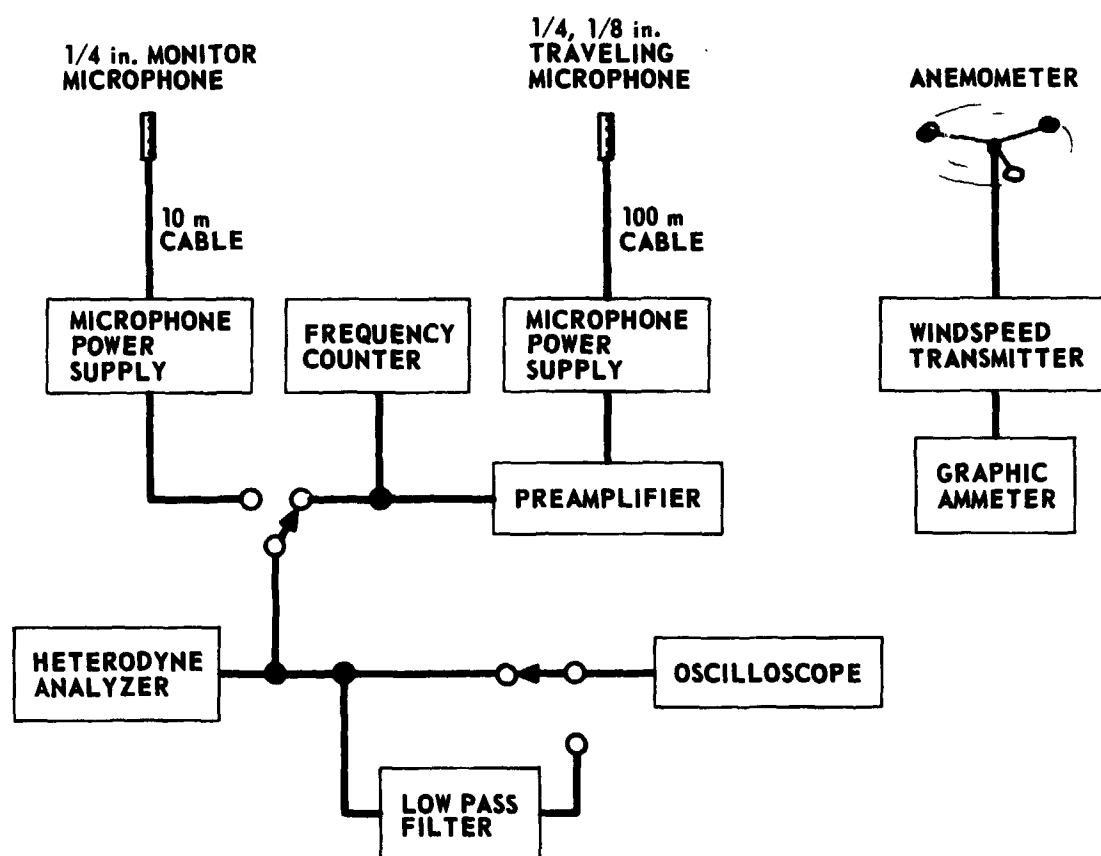 1/4 in. MONITOR
MICROPHONE
1/4, 1/8 in.
TRAVELING
MICROPHONE
ANEMOMETER
10 m
CABLE
100 m
CABLE
MICROPHONE
POWER
SUPPLY
FREQUENCY
COUNTER
MICROPHONE
POWER
SUPPLY
WINDSPEED
TRANSMITTER
PREAMPLIFIER
GRAPHIC
AMMETER
HETERODYNE
ANALYZER
OSCILLOSCOPE
LOW PASS
FILTER